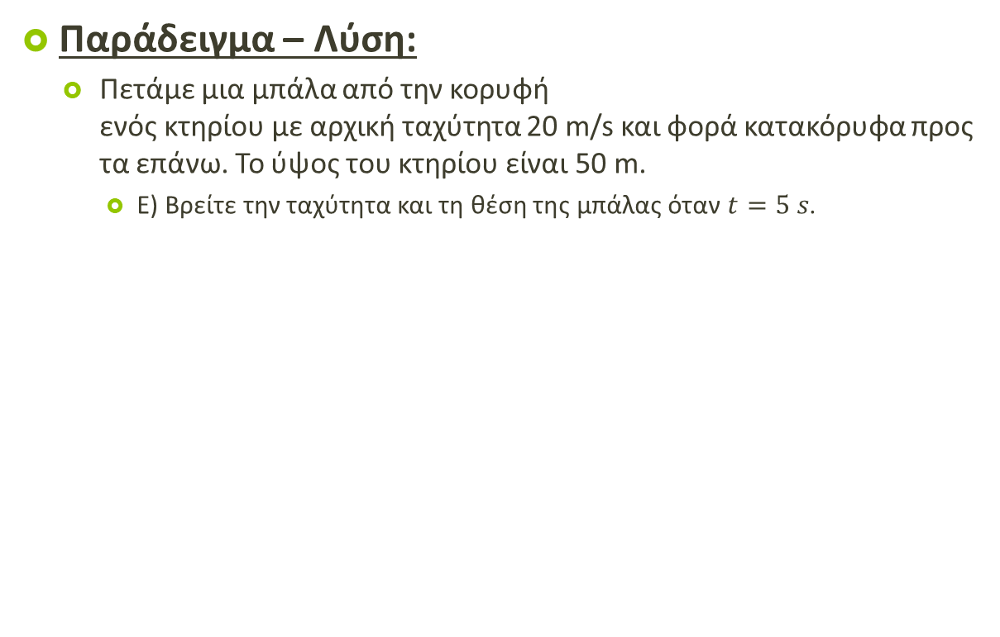 Παράδειγμα – Λύση:
Πετάμε μια μπάλα από την κορυφή
ενός κτηρίου με αρχική ταχύτητα 20 m/s και φορά κατακόρυφα προς
τα επάνω. Το ύψος του κτηρίου είναι 50 m.
Ε) Βρείτε την ταχύτητα και τη θέση της μπάλας όταν 𝑡 = 5 𝑠.